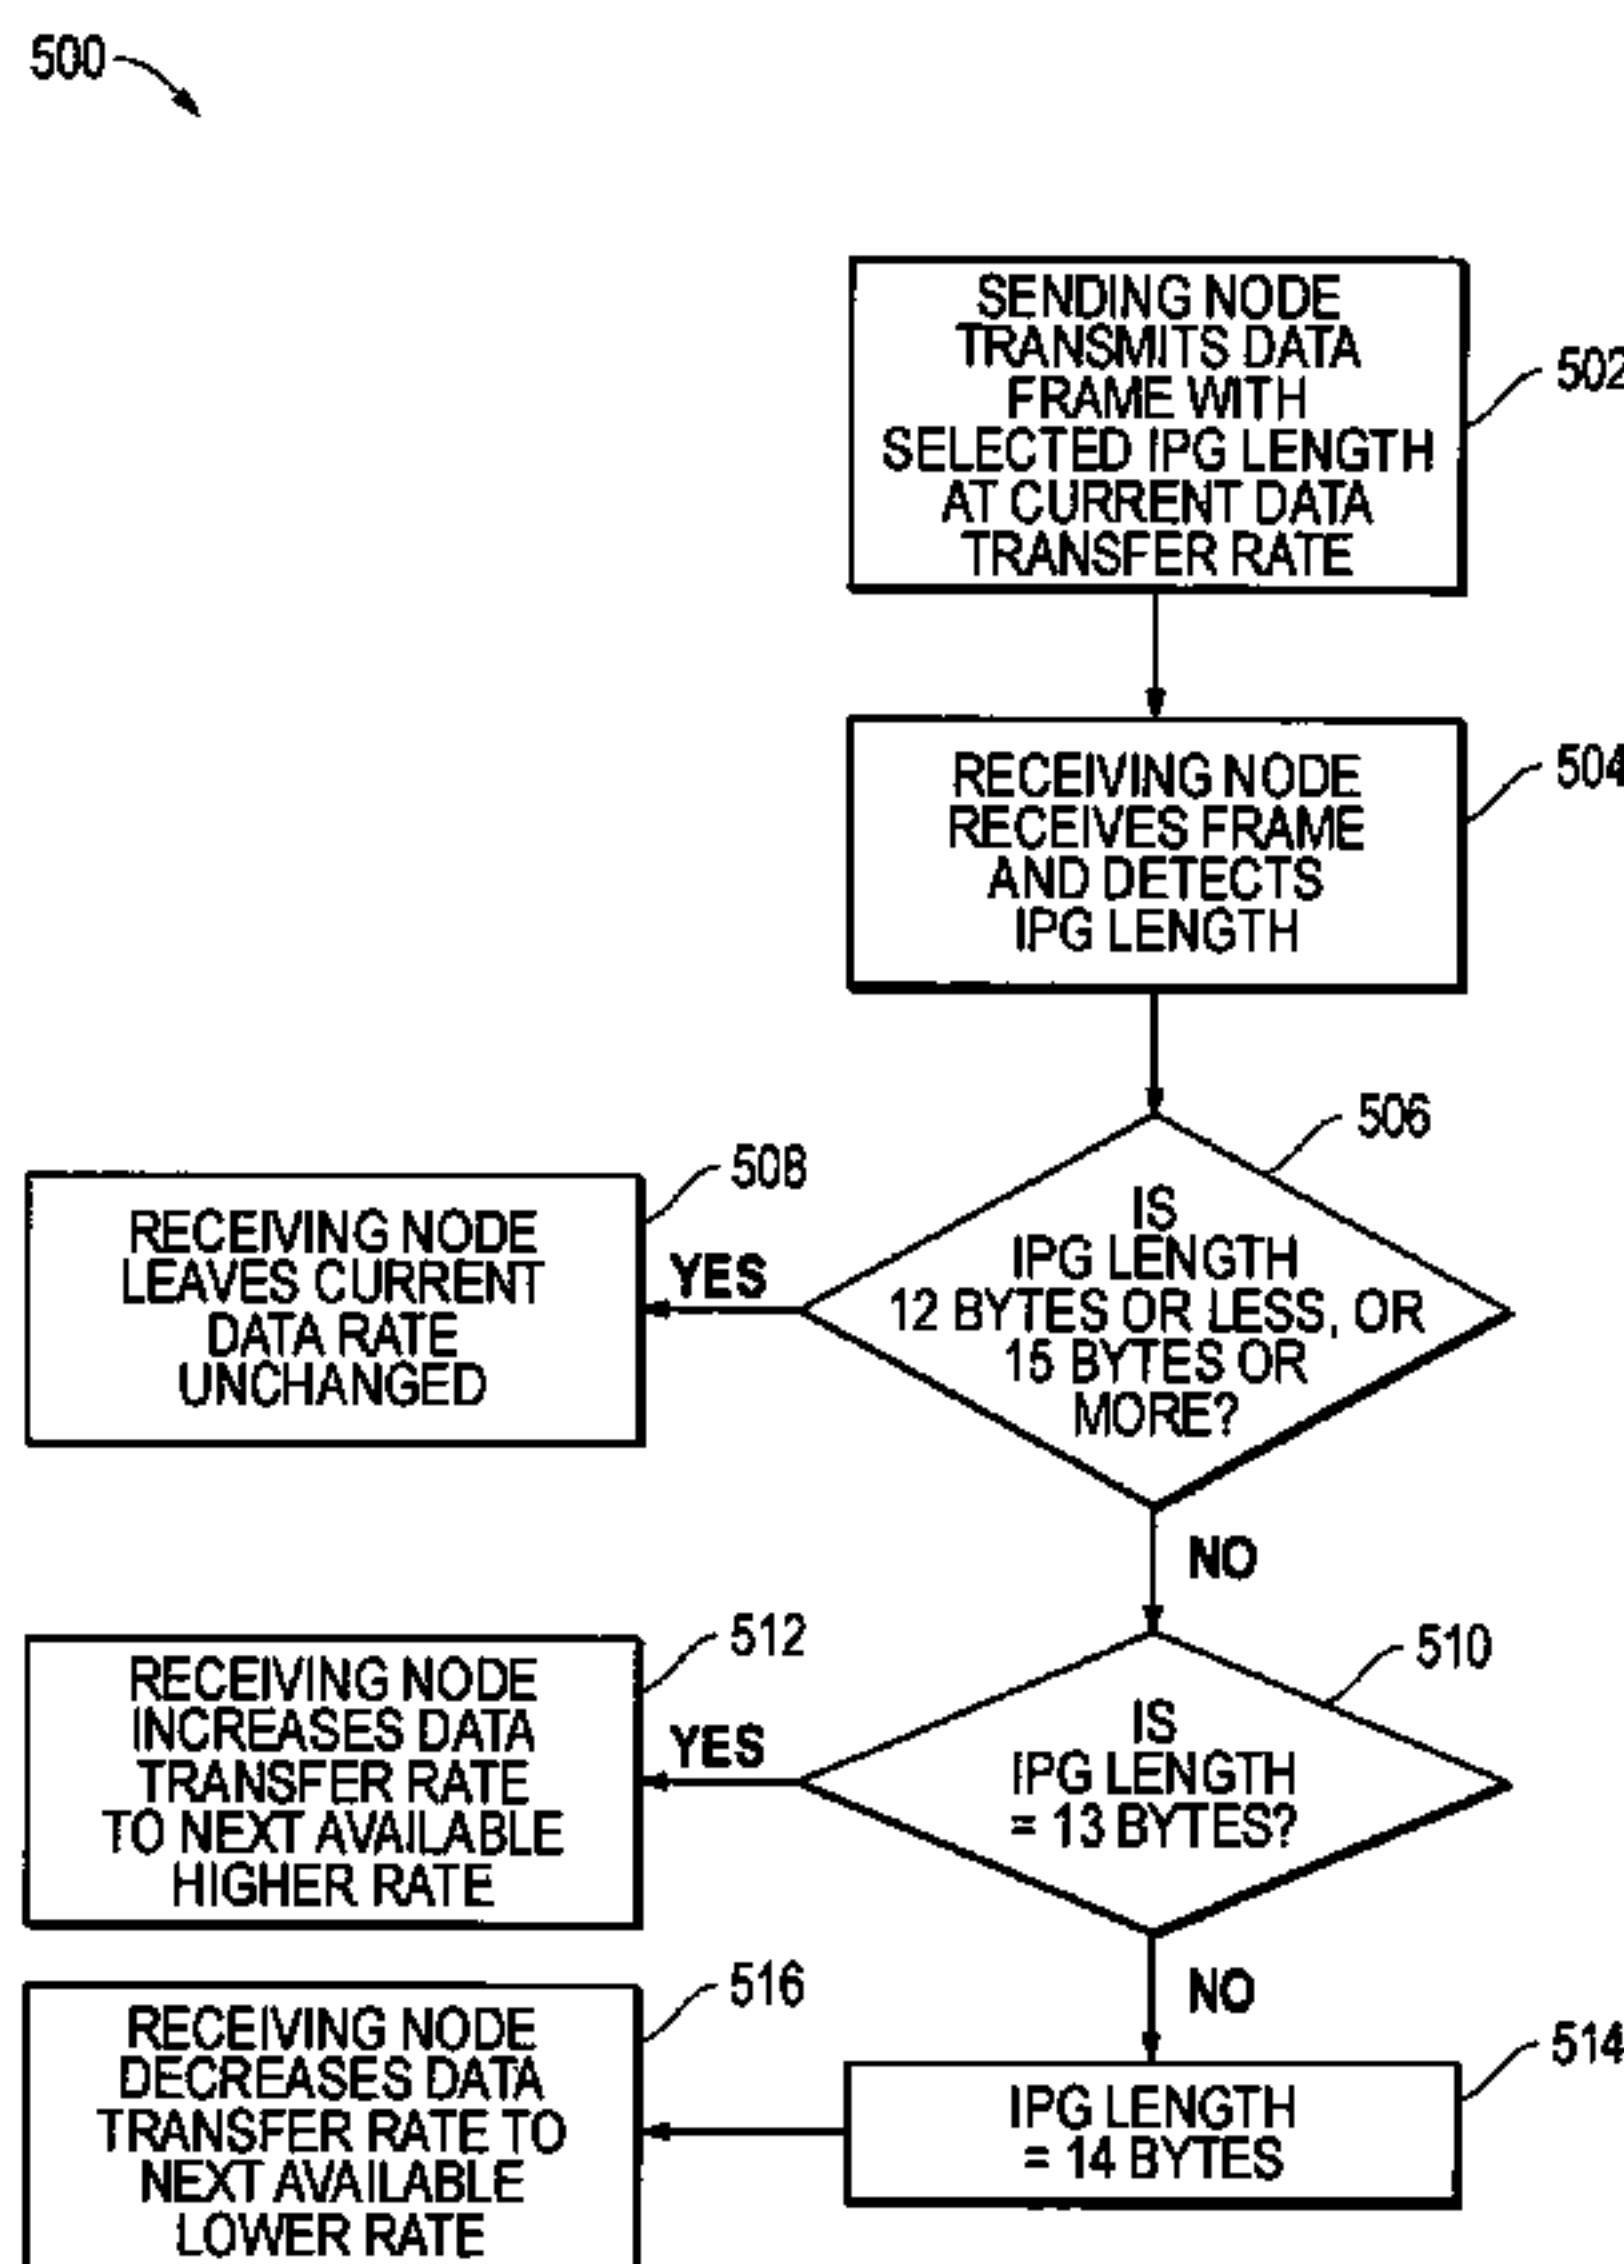 500
SENDING NODE
TRANSMITS DATA
FRAME WITH
SELECTED IPG LENGTH
AT CURRENT DATA
TRANSFER RATE
502
RECEIVING NODE
RECEIVES FRAME
AND DETECTS
IPG LENGTH
504
506
IS
IPG LENGTH
12 BYTES OR LESS, OR
15 BYTES OR
MORE?
YES
508
RECEIVING NODE
LEAVES CURRENT
DATA RATE
UNCHANGED
NO
510
IS
IPG LENGTH
= 13 BYTES?
YES
512
RECEIVING NODE
INCREASES DATA
TRANSFER RATE
TO NEXT AVAILABLE
HIGHER RATE
NO
514
IPG LENGTH
= 14 BYTES
516
RECEIVING NODE
DECREASES DATA
TRANSFER RATE TO
NEXT AVAILABLE
LOWER RATE